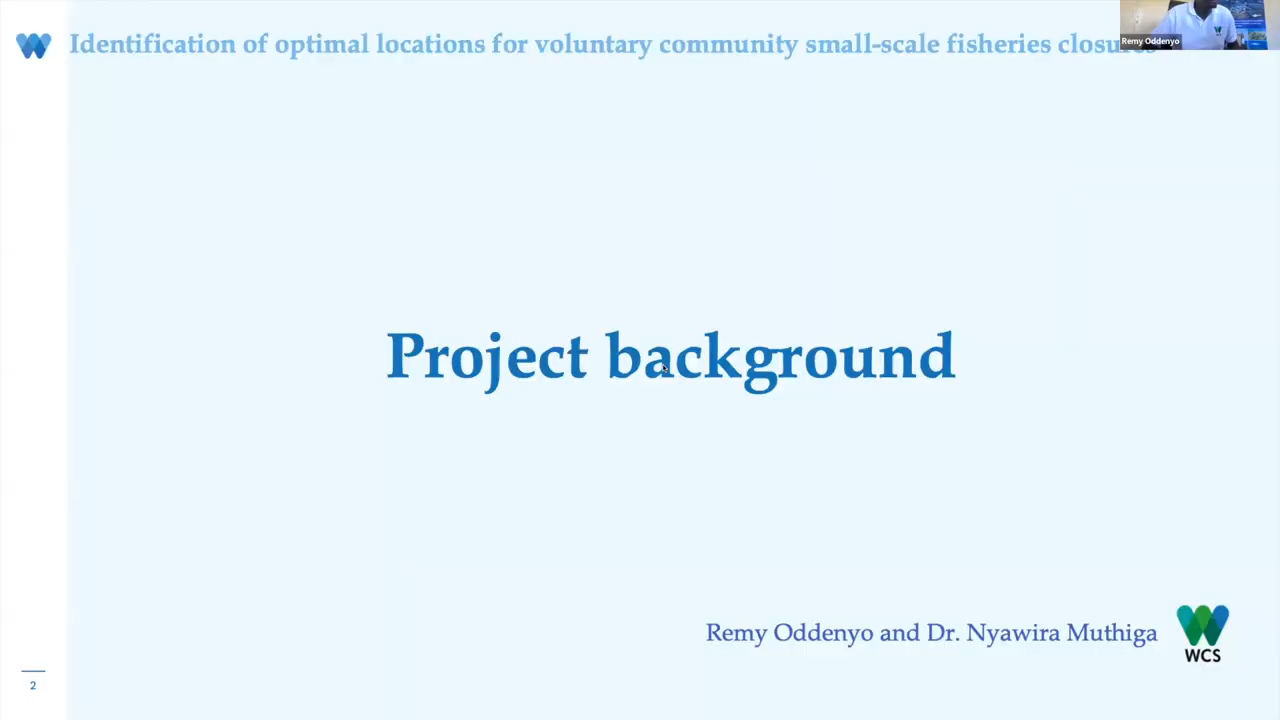 Identification of optimal locations for voluntary community small-scale fisheries closures
Remy Oddenyo
Project background
Remy Oddenyo and Dr. Nyawira Muthiga
WCS
2